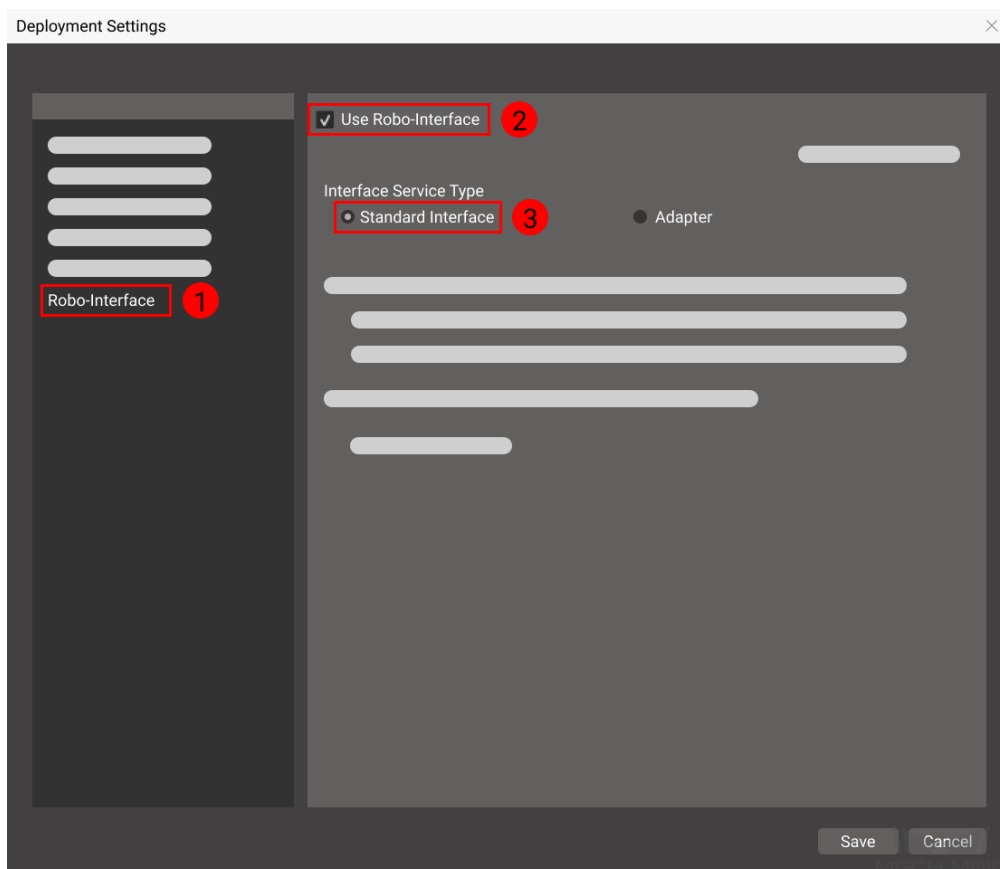 Deployment Settings
Use Robo-Interface 2
Interface Service Type
Standard Interface 3 Adapter
Robo-Interface 1
Save Cancel